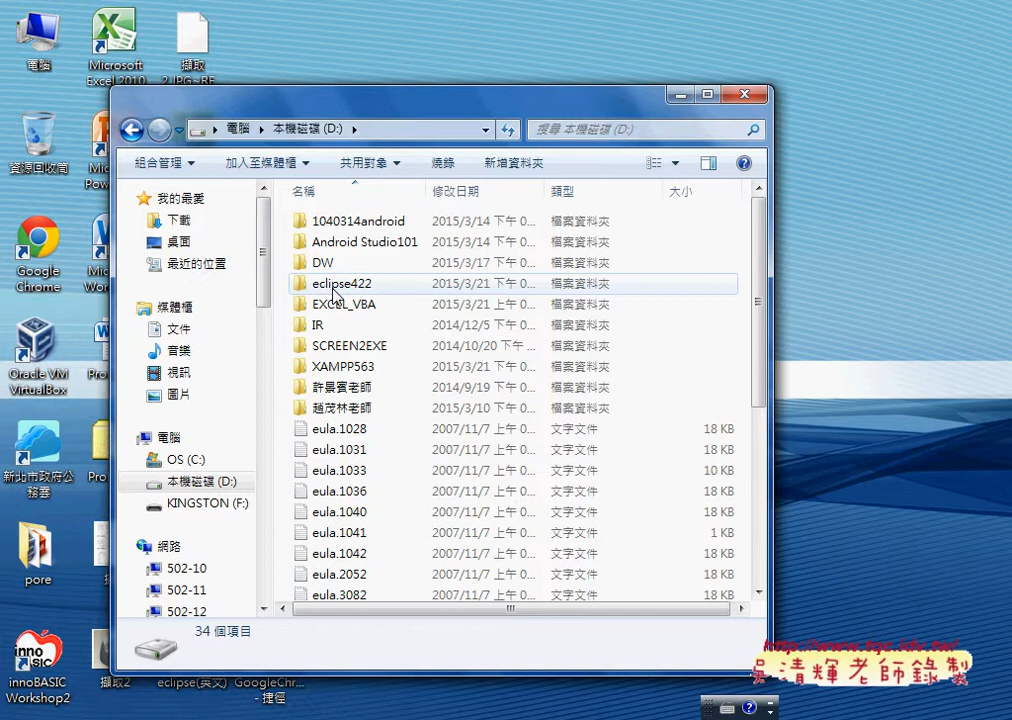 電腦
Microsoft
Excel 2010
擷取
2.JPG~RF
資源回收筒
Google
Chrome
Oracle VM
VirtualBox
新北市政府公
務雲
pore
innoBASIC
Workshop2
擷取2
eclipse(英文)
GoogleChr...
- 捷徑
電腦 本機磁碟 (D:)
搜尋 本機磁碟 (D:)
組合管理 加入至媒體櫃 共用對象 燒錄 新增資料夾
我的最愛
下載
桌面
最近的位置
媒體櫃
文件
音樂
視訊
圖片
電腦
OS (C:)
本機磁碟 (D:)
KINGSTON (F:)
網路
502-10
502-11
502-12
名稱 修改日期 類型 大小
1040314android 2015/3/14 下午 0... 檔案資料夾
Android Studio101 2015/3/14 下午 0... 檔案資料夾
DW 2015/3/17 下午 0... 檔案資料夾
eclipse422 2015/3/21 下午 0... 檔案資料夾
EXCEL_VBA 2015/3/21 上午 0... 檔案資料夾
IR 2014/12/5 下午 0... 檔案資料夾
SCREEN2EXE 2014/10/20 下午 ... 檔案資料夾
XAMPP563 2015/3/21 下午 0... 檔案資料夾
許景賓老師 2014/9/19 下午 0... 檔案資料夾
趙茂林老師 2015/3/10 下午 0... 檔案資料夾
eula.1028 2007/11/7 上午 0... 文字文件 18 KB
eula.1031 2007/11/7 上午 0... 文字文件 18 KB
eula.1033 2007/11/7 上午 0... 文字文件 10 KB
eula.1036 2007/11/7 上午 0... 文字文件 18 KB
eula.1040 2007/11/7 上午 0... 文字文件 18 KB
eula.1041 2007/11/7 上午 0... 文字文件 1 KB
eula.1042 2007/11/7 上午 0... 文字文件 18 KB
eula.2052 2007/11/7 上午 0... 文字文件 18 KB
eula.3082 2007/11/7 上午 0... 文字文件 18 KB
34 個項目
http://www.tqc.idv.tw/
吳清輝老師錄製